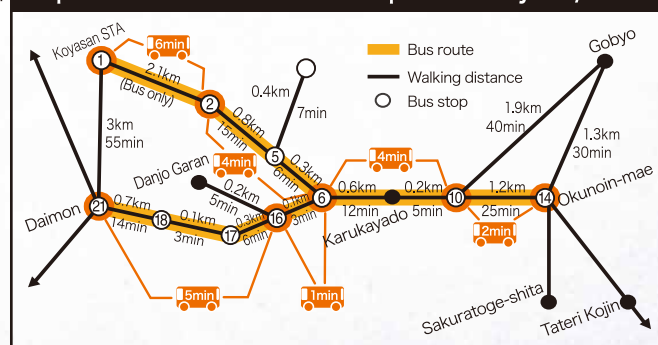 Koyasan STA
6min
Gobyo
Bus route
Walking distance
Bus stop
1
2.1km
(Bus only)
2
0.4km
7min
1.9km
40min
1.3km
30min
3km
55min
0.8km
15min
5
0.3km
6min
4min
4min
Danjo Garan
0.2km
5min
0.1km
3min
6
0.6km
12min
Karukayado
0.2km
5min
10
1.2km
25min
14
Okunoin-mae
Daimon
21
0.7km
14min
18
0.1km
3min
17
0.3km
6min
16
2min
5min
1min
Sakuratoge-shita
Tateri Kojin